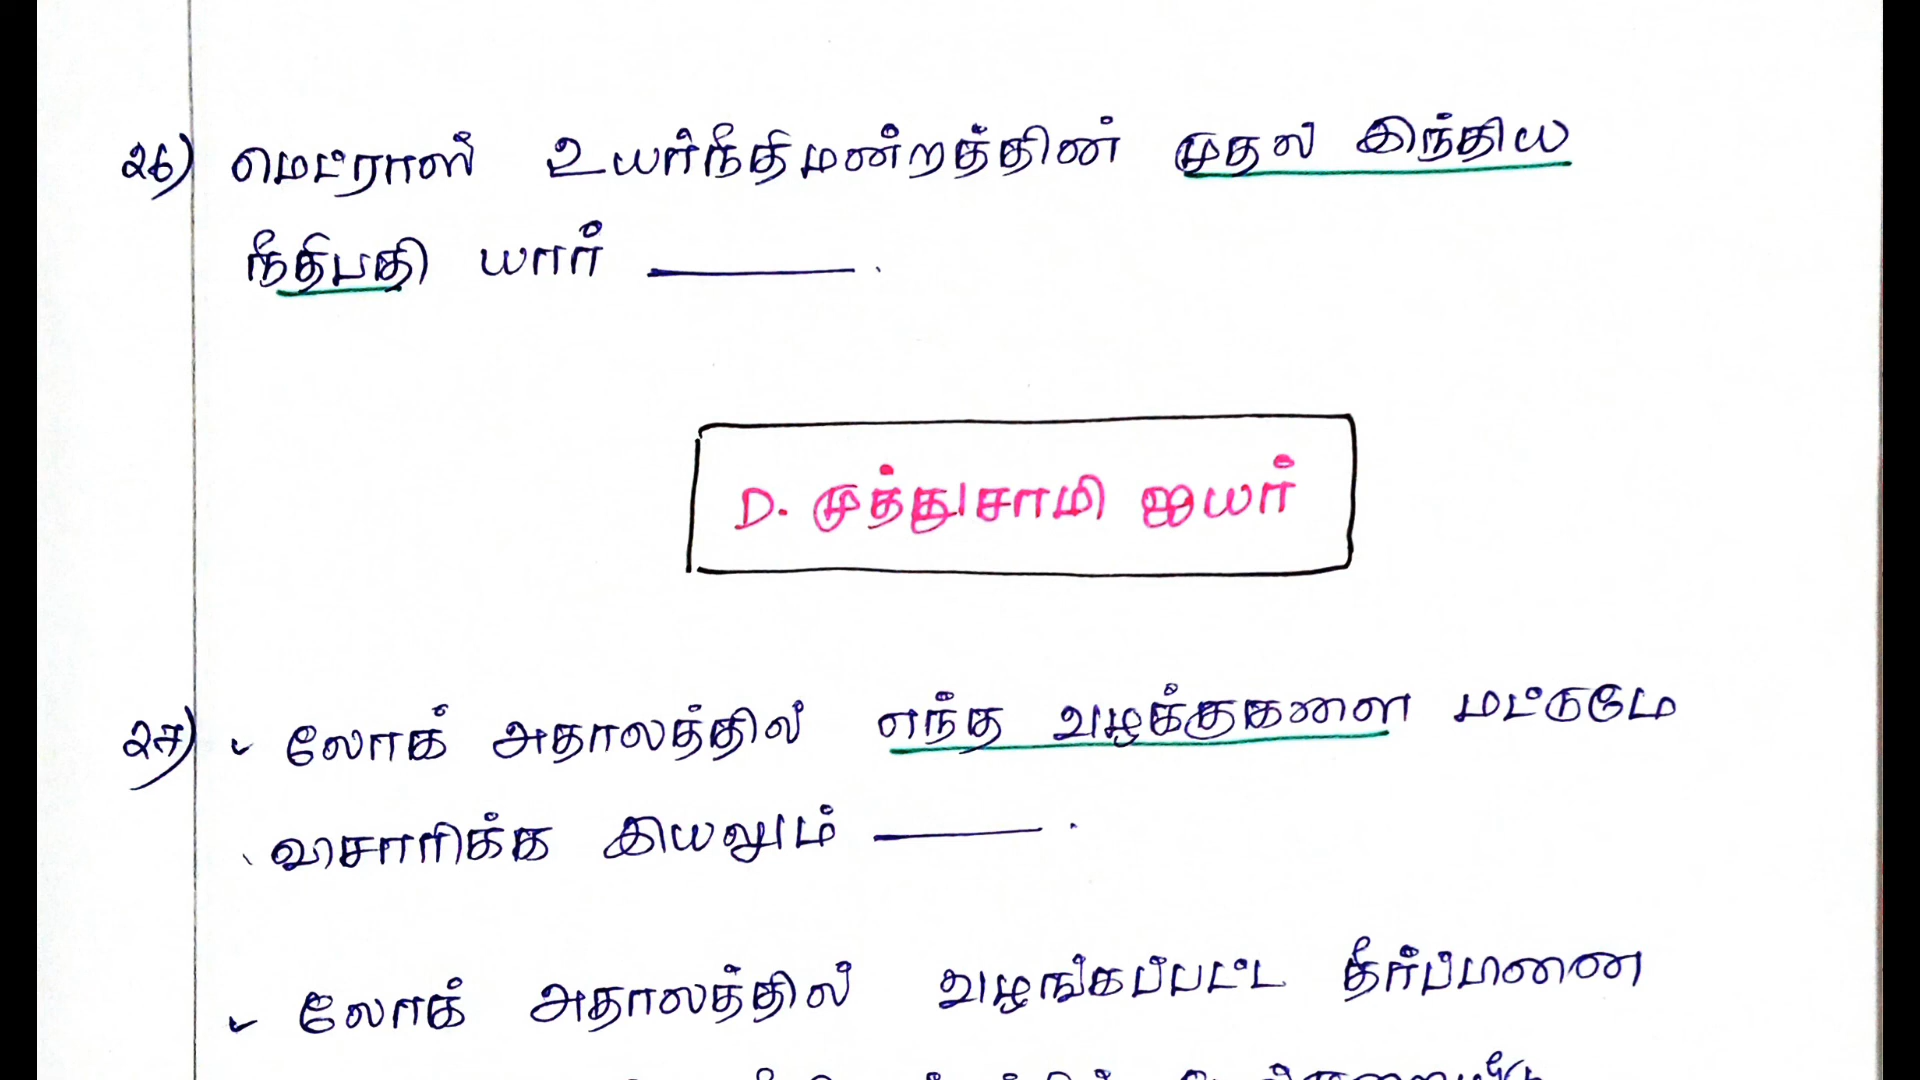 26) மெட்ராஸ் உயர்நீதிமன்றத்தின் முதல் இந்திய
நீதிபதி யார் ______.
D. முத்துசாமி ஐயர்
27) லோக் அதாலத்தில் எந்த வழக்குகளை மட்டுமே
விசாரிக்க இயலும் ______.
லோக் அதாலத்தில் வழங்கப்பட்ட தீர்ப்பினை